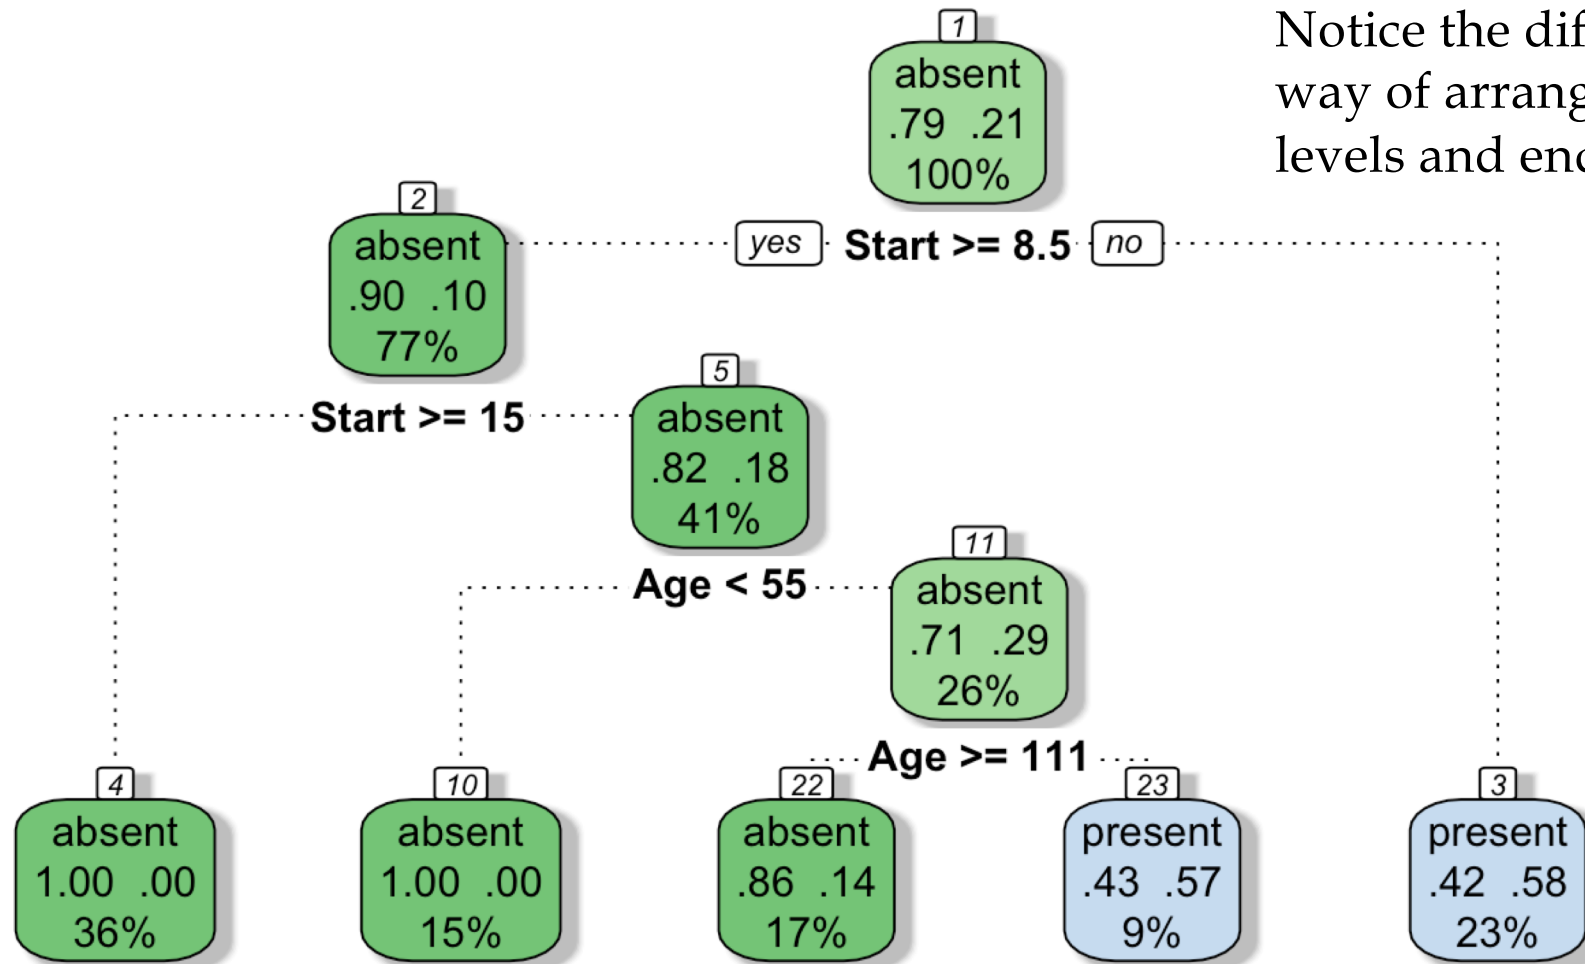 1
absent
.79 .21
100%
Notice the
way of
levels and
yes Start >= 8.5 no
2
absent
.90 .10
77%
Start >= 15
5
absent
.82 .18
41%
Age < 55
11
absent
.71 .29
26%
Age >= 111
4
absent
1.00 .00
36%
10
absent
1.00 .00
15%
22
absent
.86 .14
17%
23
present
.43 .57
9%
3
present
.42 .58
23%